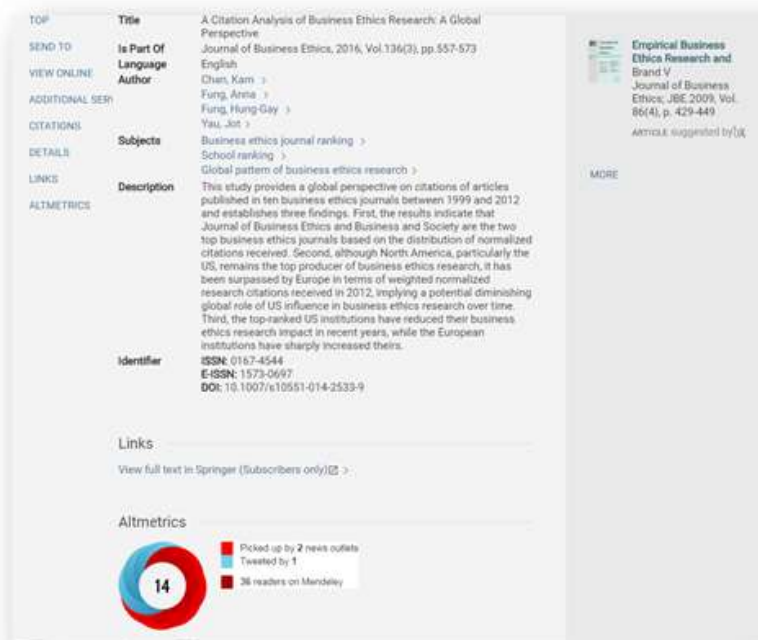 TOP
SEND TO
VIEW ONLINE
ADDITIONAL SERV
CITATIONS
DETAILS
LINKS
ALTMETRICS
Title A Citation Analysis of Business Ethics Research: A Global
Perspective
Is Part Of Journal of Business Ethics, 2016, Vol.136(3), pp.557-573
Language English
Author Chan, Kam >
Fung, Anna >
Fung, Hung-Gay >
Yau, Jot >
Subjects Business ethics journal ranking >
School ranking >
Global pattern of business ethics research >
Description This study provides a global perspective on citations of articles
published in ten business ethics journals between 1999 and 2012
and establishes three findings. First, the results indicate that
Journal of Business Ethics and Business and Society are the two
top business ethics journals based on the distribution of normalized
citations received. Second, although North America, particularly the
US, remains the top producer of business ethics research, it has
been surpassed by Europe in terms of weighted normalized
research citations received in 2012, implying a potential diminishing
global role of US influence in business ethics research over time.
Third, the top-ranked US institutions have reduced their business
ethics research impact in recent years, while the European
institutions have sharply increased theirs.
Identifier ISSN: 0167-4544
E-ISSN: 1573-0697
DOI: 10.1007/s10551-014-2533-9
Links
View full text in Springer (Subscribers only) >
Altmetrics
14
Picked up by 2 news outlets
Tweeted by 1
36 readers on Mendeley
Empirical Business
Ethics Research and
Brand V
Journal of Business
Ethics; JBE, 2009, Vol.
86(4), p. 429-449
ARTICLE suggested by
MORE